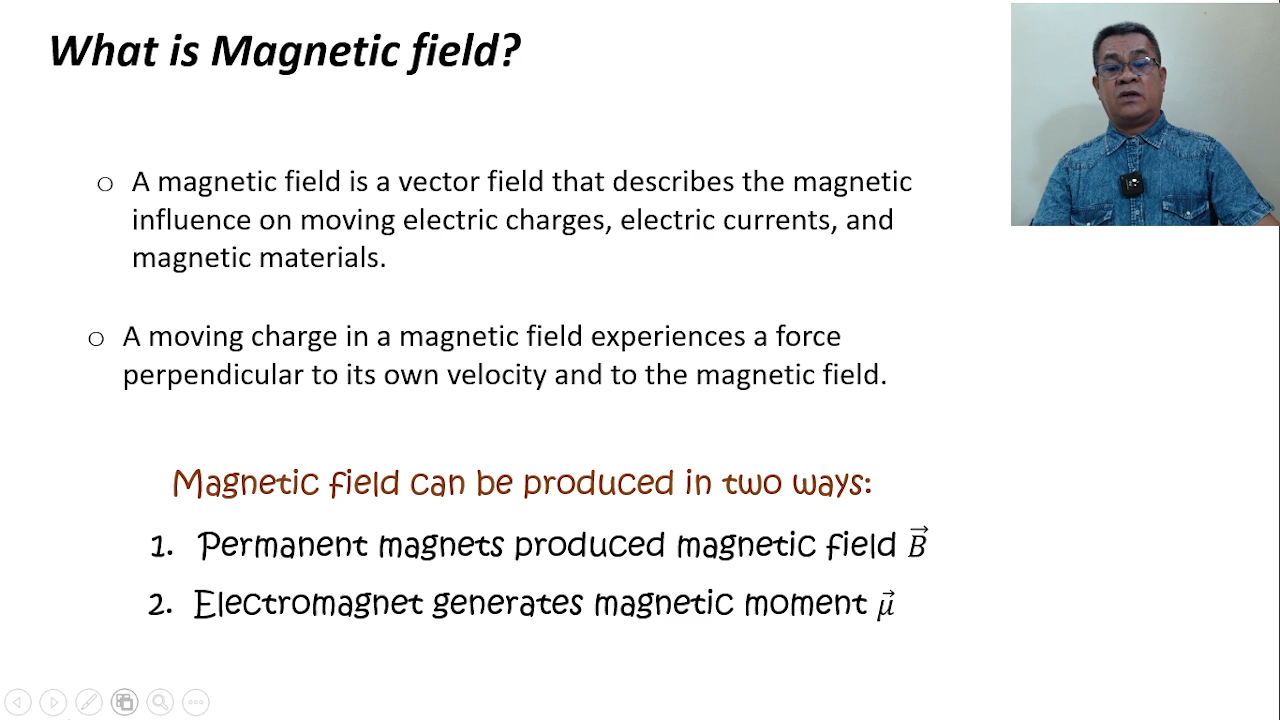 What is Magnetic field?
○ A magnetic field is a vector field that describes the magnetic
influence on moving electric charges, electric currents, and
magnetic materials.
○ A moving charge in a magnetic field experiences a force
perpendicular to its own velocity and to the magnetic field.
Magnetic field can be produced in two ways:
1. Permanent magnets produced magnetic field B⃗
2. Electromagnet generates magnetic moment μ⃗